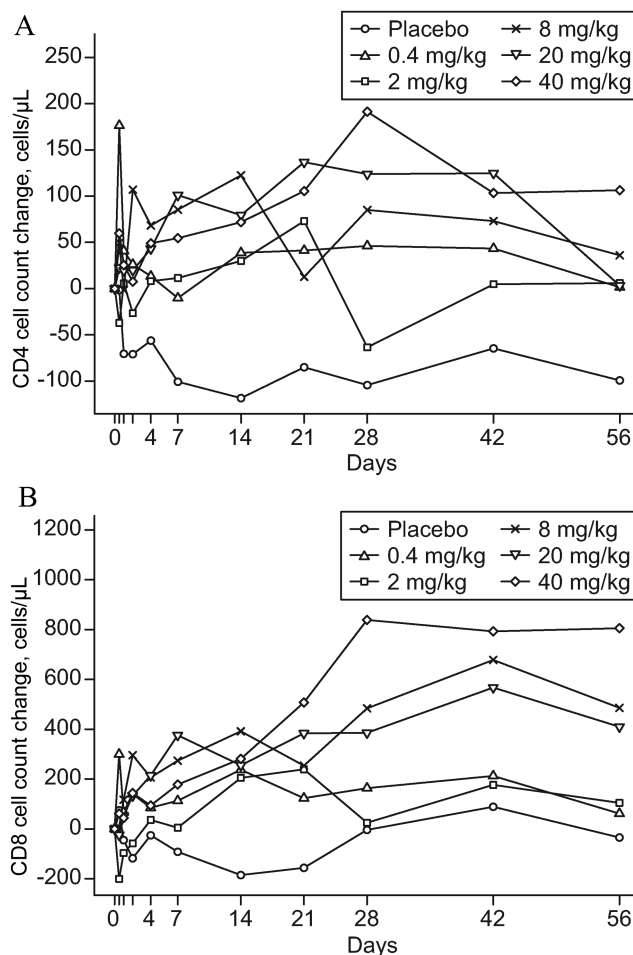 A
Placebo
0.4 mg/kg
2 mg/kg
8 mg/kg
20 mg/kg
40 mg/kg
CD4 cell count change, cells/µL
250
200
150
100
50
0
-50
-100
0 4 7 14 21 28 42 56
Days
B
Placebo
0.4 mg/kg
2 mg/kg
8 mg/kg
20 mg/kg
40 mg/kg
CD8 cell count change, cells/µL
1200
1000
800
600
400
200
0
-200
0 4 7 14 21 28 42 56
Days